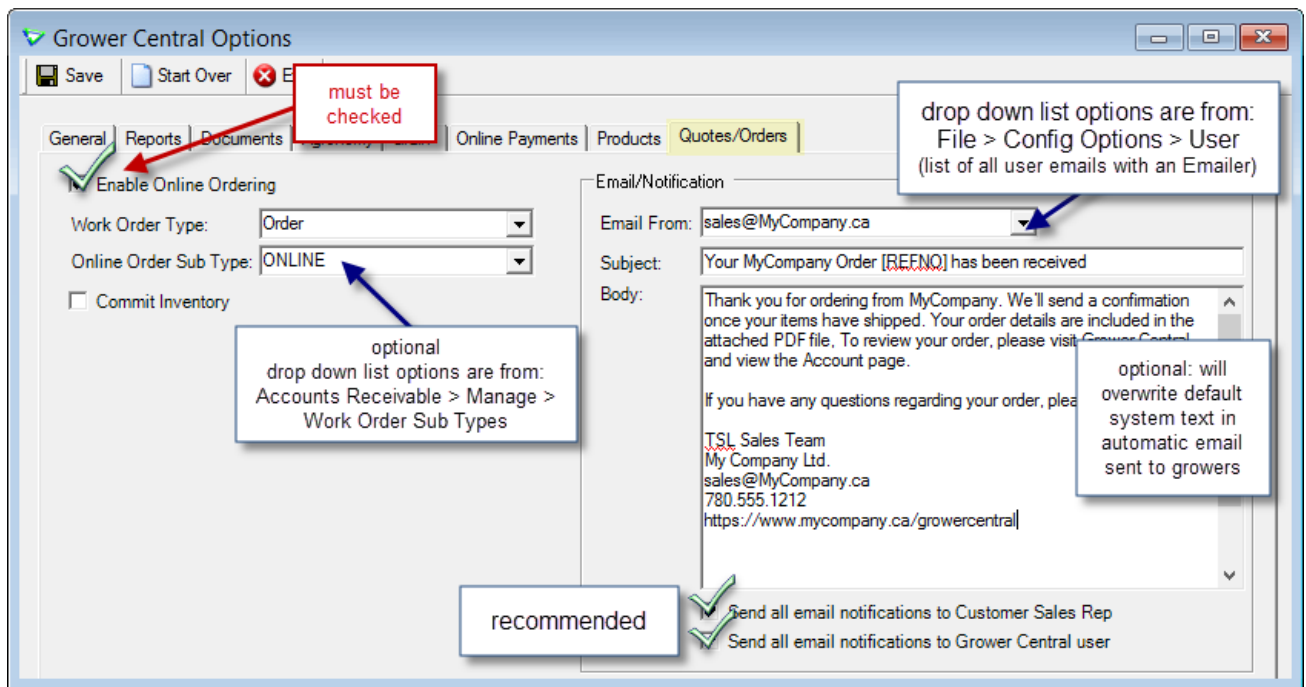 Grower Central Options
Save Start Over
must be
checked
drop down list options are from:
File > Config Options > User
(list of all user emails with an Emailer)
General Reports Documents Online Payments Products Quotes/Orders
Enable Online Ordering
Work Order Type: Order
Online Order Sub Type: ONLINE
Commit Inventory
optional
drop down list options are from:
Accounts Receivable > Manage >
Work Order Sub Types
Email/Notification
Email From: sales@MyCompany.ca
Subject: Your MyCompany Order [REFNO] has been received
Body:
Thank you for ordering from MyCompany. We'll send a confirmation
once your items have shipped. Your order details are included in the
attached PDF file, To review your order, please visit Grower Central
and view the Account page.
If you have any questions regarding your order,
TSL Sales Team
My Company Ltd.
sales@MyCompany.ca
780.555.1212
https://www.mycompany.ca/growercentral
optional: will
overwrite default
system text in
automatic email
sent to growers
recommended
Send all email notifications to Customer Sales Rep
Send all email notifications to Grower Central user